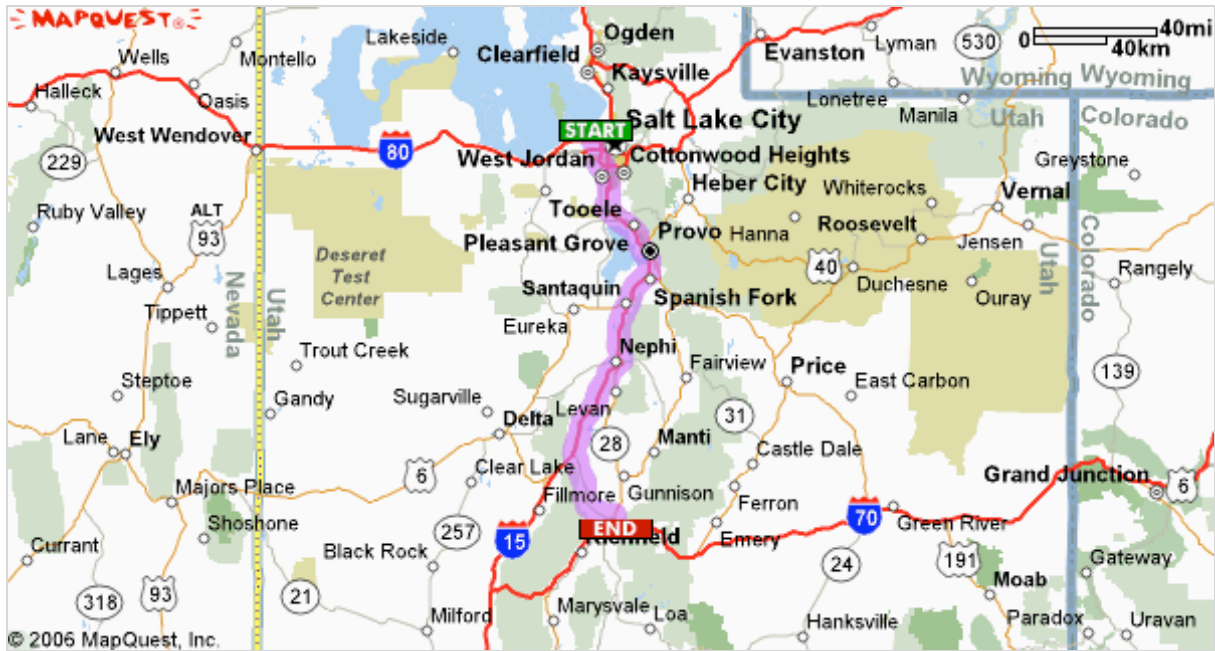 MAPQUEST
Ogden
Lakeside
Clearfield
Evanston
Lyman
530
0
40mi
40km
Wells
Montello
Kaysville
Wyoming
Wyoming
Halleck
Oasis
Lonetree
Manila
Utah
Colorado
START
Salt Lake City
West Wendover
80
West Jordan
Cottonwood Heights
229
Heber City
Greystone
Whiterocks
Vernal
Ruby Valley
ALT
93
Tooele
Provo
Hanna
Roosevelt
Jensen
Pleasant Grove
Deseret
Test
Center
40
Utah
Colorado
Lages
Nevada
Utah
Santaquin
Spanish Fork
Duchesne
Ouray
Rangely
Tippett
Eureka
Trout Creek
Nephi
Fairview
Price
139
Steptoe
Gandy
Sugarville
Levan
31
East Carbon
Delta
28
Manti
Lane
Ely
Castle Dale
6
Clear Lake
Grand Junction
6
Majors Place
Fillmore
Gunnison
Ferron
70
Green River
Shoshone
257
15
END
Richfield
Emery
Currant
Black Rock
24
191
Gateway
93
318
21
Moab
Milford
Marysvale
Loa
Hanksville
Paradox
Uravan
© 2006 MapQuest, Inc.